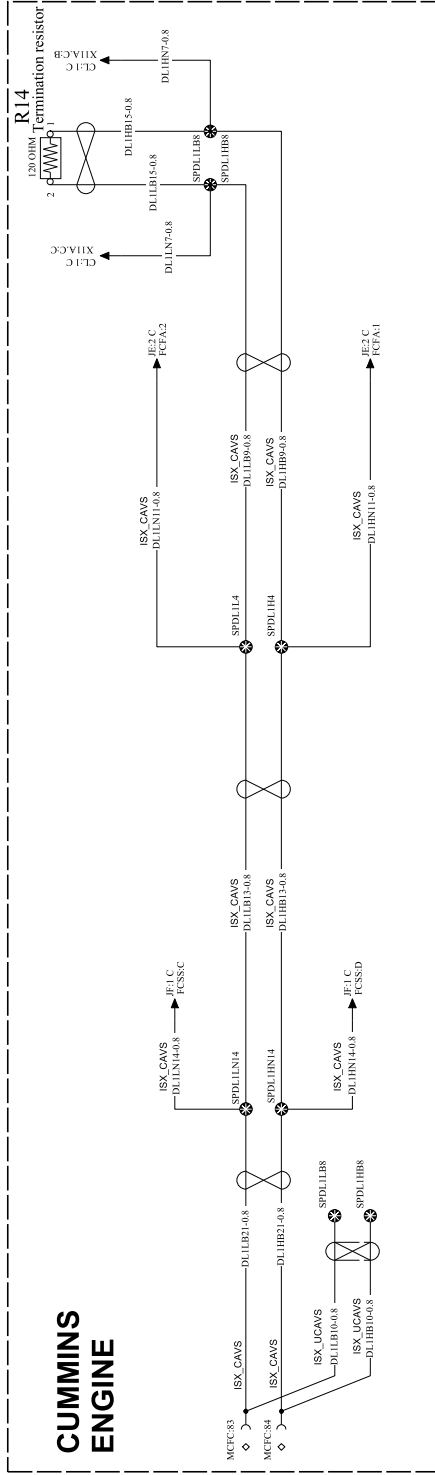 CUMMINS
ENGINE
MCFC:83
MCFC:84
ISX_CAVS
DL1LB21-0.8
ISX_CAVS
DL1HB21-0.8
ISX_UCAVS
DL1LB10-0.8
ISX_UCAVS
DL1HB10-0.8
SPDL1LB8
SPDL1HB8
SPDL1LN14
SPDL1HN14
ISX_CAVS
DL1LN14-0.8
JF:1 C
FCSS:C
ISX_CAVS
DL1HN14-0.8
JF:1 C
FCSS:D
ISX_CAVS
DL1LB13-0.8
ISX_CAVS
DL1HB13-0.8
SPDL1L4
SPDL1H4
ISX_CAVS
DL1LN11-0.8
JE:2 C
FCFA:2
ISX_CAVS
DL1HN11-0.8
JE:2 C
FCFA:1
ISX_CAVS
DL1LB9-0.8
ISX_CAVS
DL1HB9-0.8
CL:1 C
X11A.C:C
DL1LN7-0.8
DL1LB15-0.8
SPDL1LB8
SPDL1HB8
DL1HB15-0.8
DL1HN7-0.8
CL:1 C
X11A.C:B
R14
Termination resistor
120 OHM
2
1